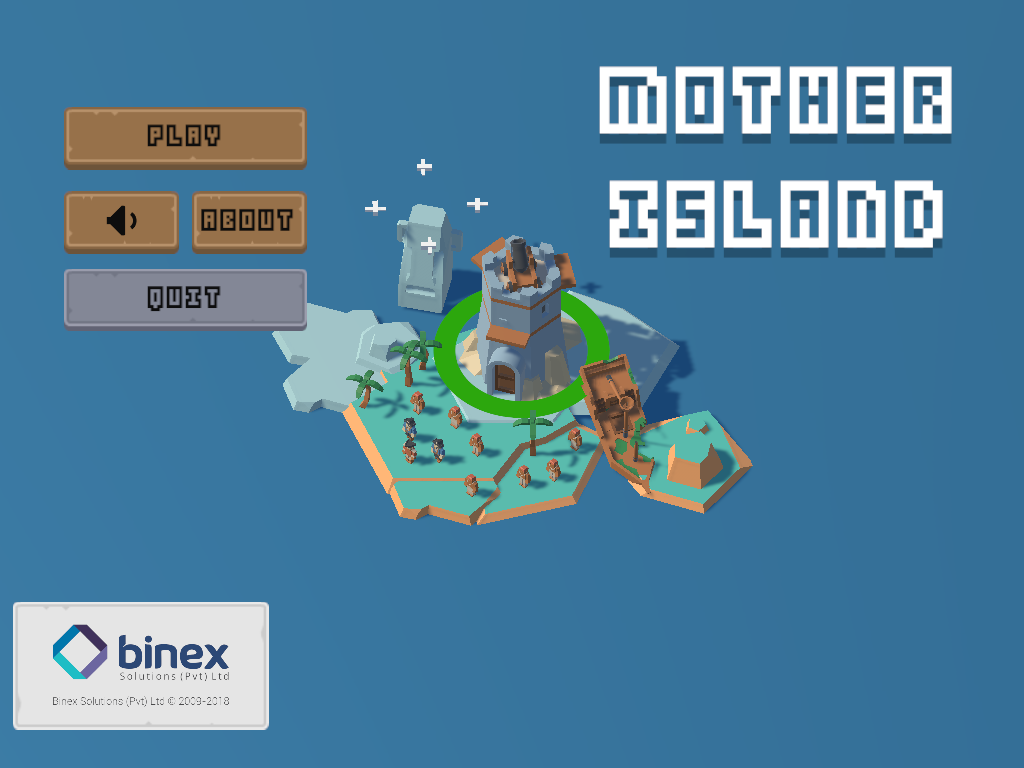 MOTHER
ISLAND
PLAY
ABOUT
QUIT
binex
Solutions (Pvt) Ltd
Binex Solutions (Pvt) Ltd © 2009-2018